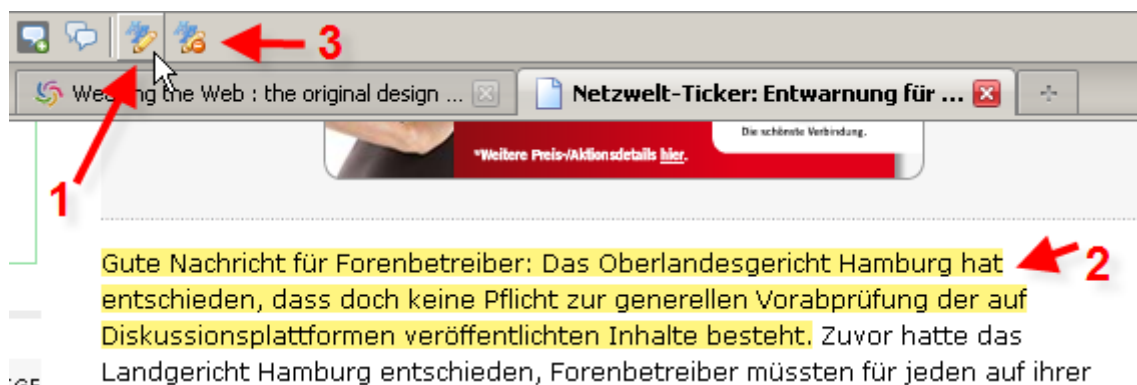 3
Weaving the Web : the original design ...
Netzwelt-Ticker: Entwarnung für ...
1
Die schönste Verbindung.
*Weitere Preis-/Aktionsdetails hier.
Gute Nachricht für Forenbetreiber: Das Oberlandesgericht Hamburg hat
2
entschieden, dass doch keine Pflicht zur generellen Vorabprüfung der auf
Diskussionsplattformen veröffentlichten Inhalte besteht. Zuvor hatte das
Landgericht Hamburg entschieden, Forenbetreiber müssten für jeden auf ihrer